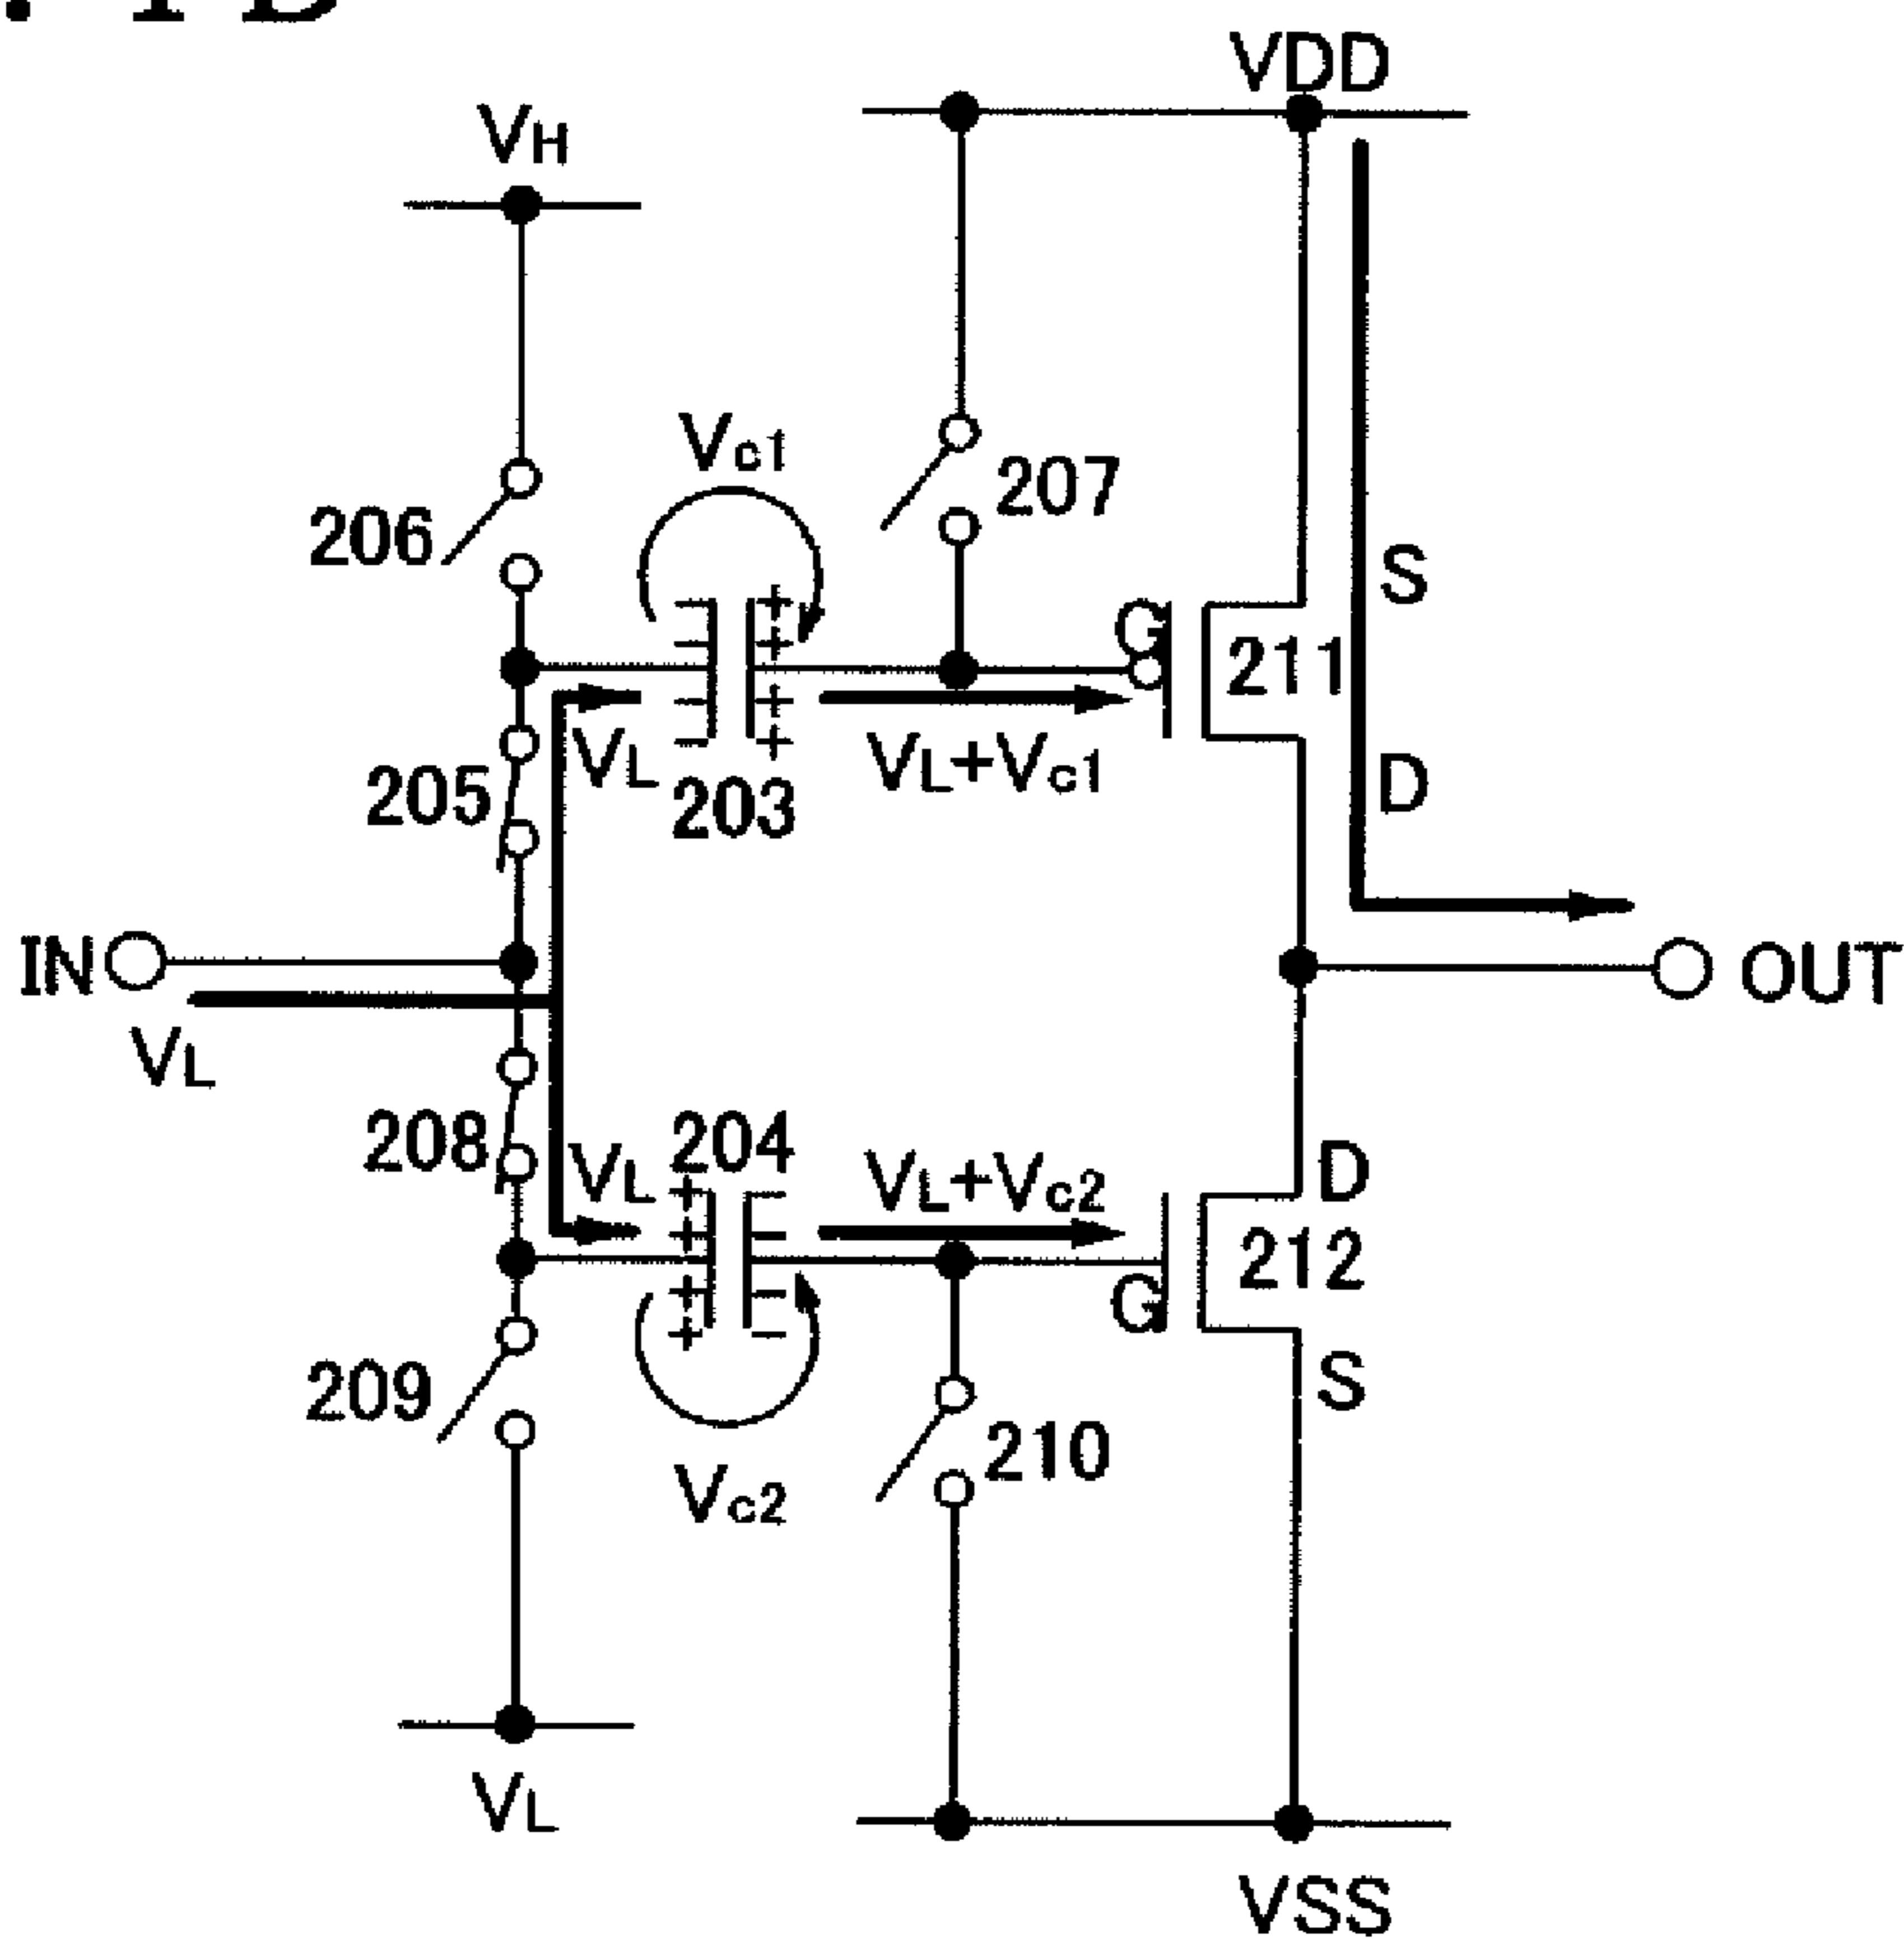 VDD
VH
Vc1
207
206
S
G
211
VL
VL+Vc1
D
205
203
IN
OUT
VL
208
204
VL
VL+Vc2
D
212
G
209
S
210
Vc2
VL
VSS